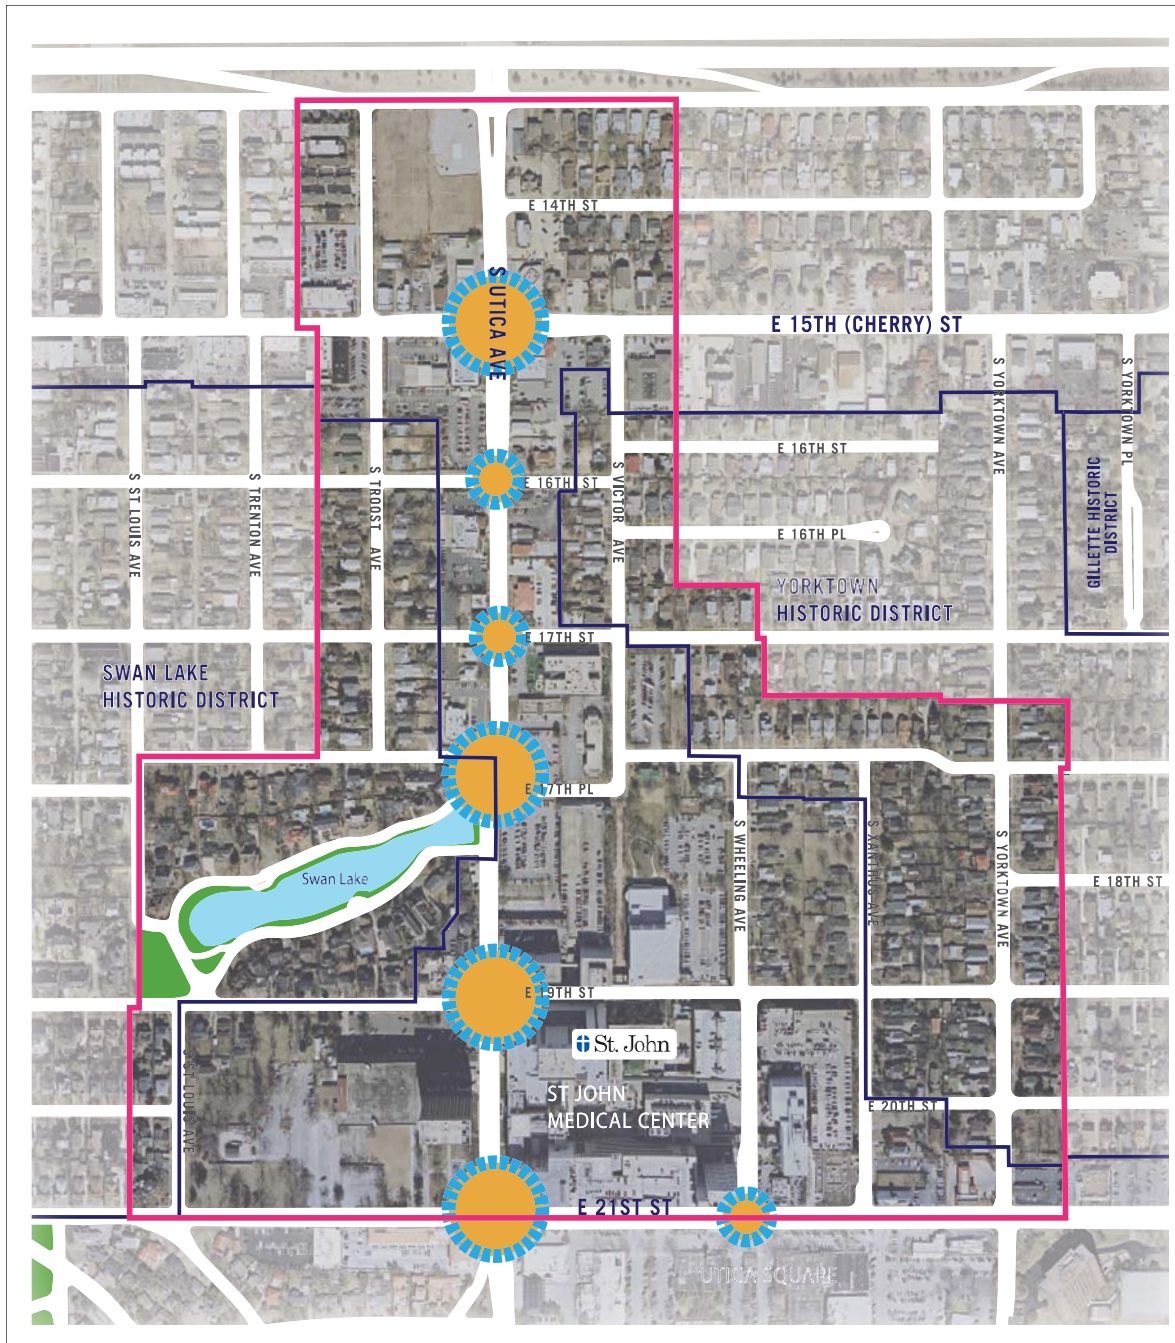 E 14TH ST
S UTICA AVE
E 15TH (CHERRY) ST
S YORKTOWN AVE
S YORKTOWN PL
E 16TH ST
S ST LOUIS AVE
S TRENTON AVE
S TROOST AVE
E 16TH ST
S VICTOR AVE
GILLETTE HISTORIC
DISTRICT
E 16TH PL
YORKTOWN
HISTORIC DISTRICT
E 17TH ST
SWAN LAKE
HISTORIC DISTRICT
E 17TH PL
S WHEELING AVE
S XANTHUS AVE
S YORKTOWN AVE
Swan Lake
E 18TH ST
E 19TH ST
St. John
S ST LOUIS AVE
ST JOHN
MEDICAL CENTER
E 20TH ST
E 21ST ST
UTICA SQUARE